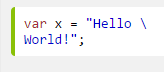 var x = "Hello \
World!";